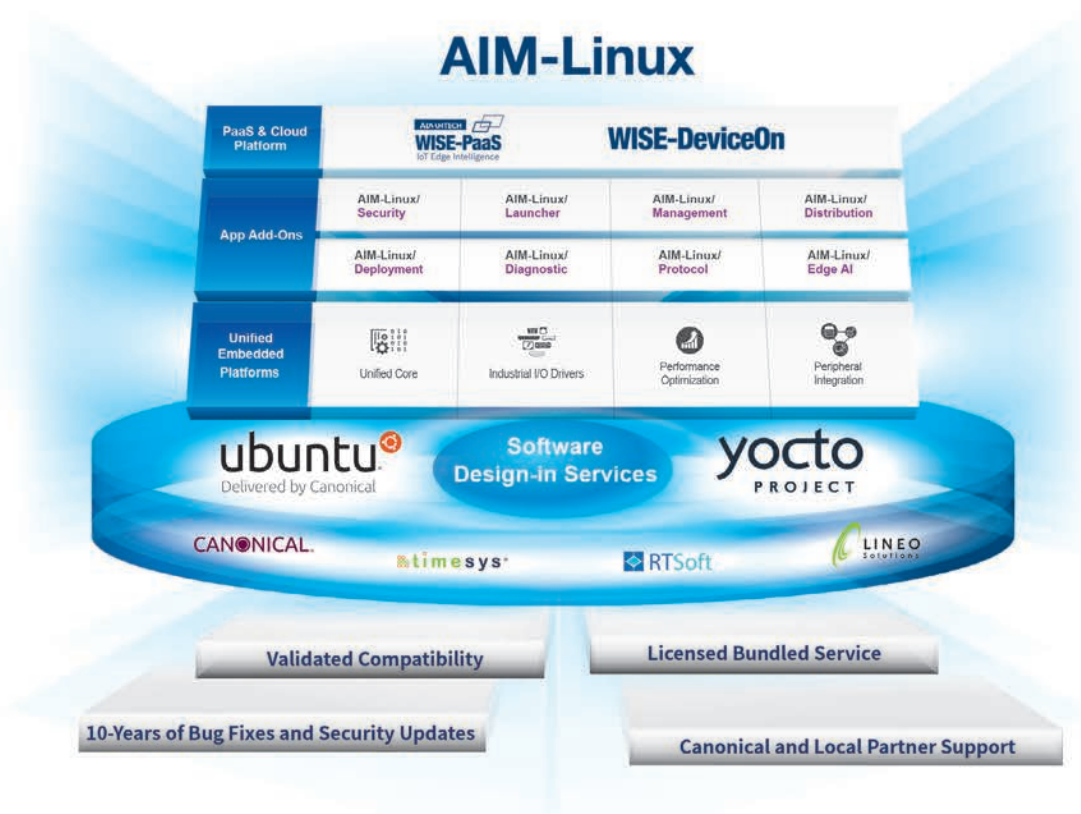 AIM-Linux
PaaS & Cloud
Platform
ADVANTECH
WISE-PaaS
IoT Edge Intelligence
WISE-DeviceOn
App Add-Ons
AIM-Linux/
Security
AIM-Linux/
Launcher
AIM-Linux/
Management
AIM-Linux/
Distribution
AIM-Linux/
Deployment
AIM-Linux/
Diagnostic
AIM-Linux/
Protocol
AIM-Linux/
Edge AI
Unified
Embedded
Platforms
Unified Core
Industrial I/O Drivers
Performance
Optimization
Peripheral
Integration
ubuntu
Delivered by Canonical
Software
Design-in Services
yocto
PROJECT
CANONICAL
timesys
RTSoft
LINEO
Solutions
Validated Compatibility
Licensed Bundled Service
10-Years of Bug Fixes and Security Updates
Canonical and Local Partner Support